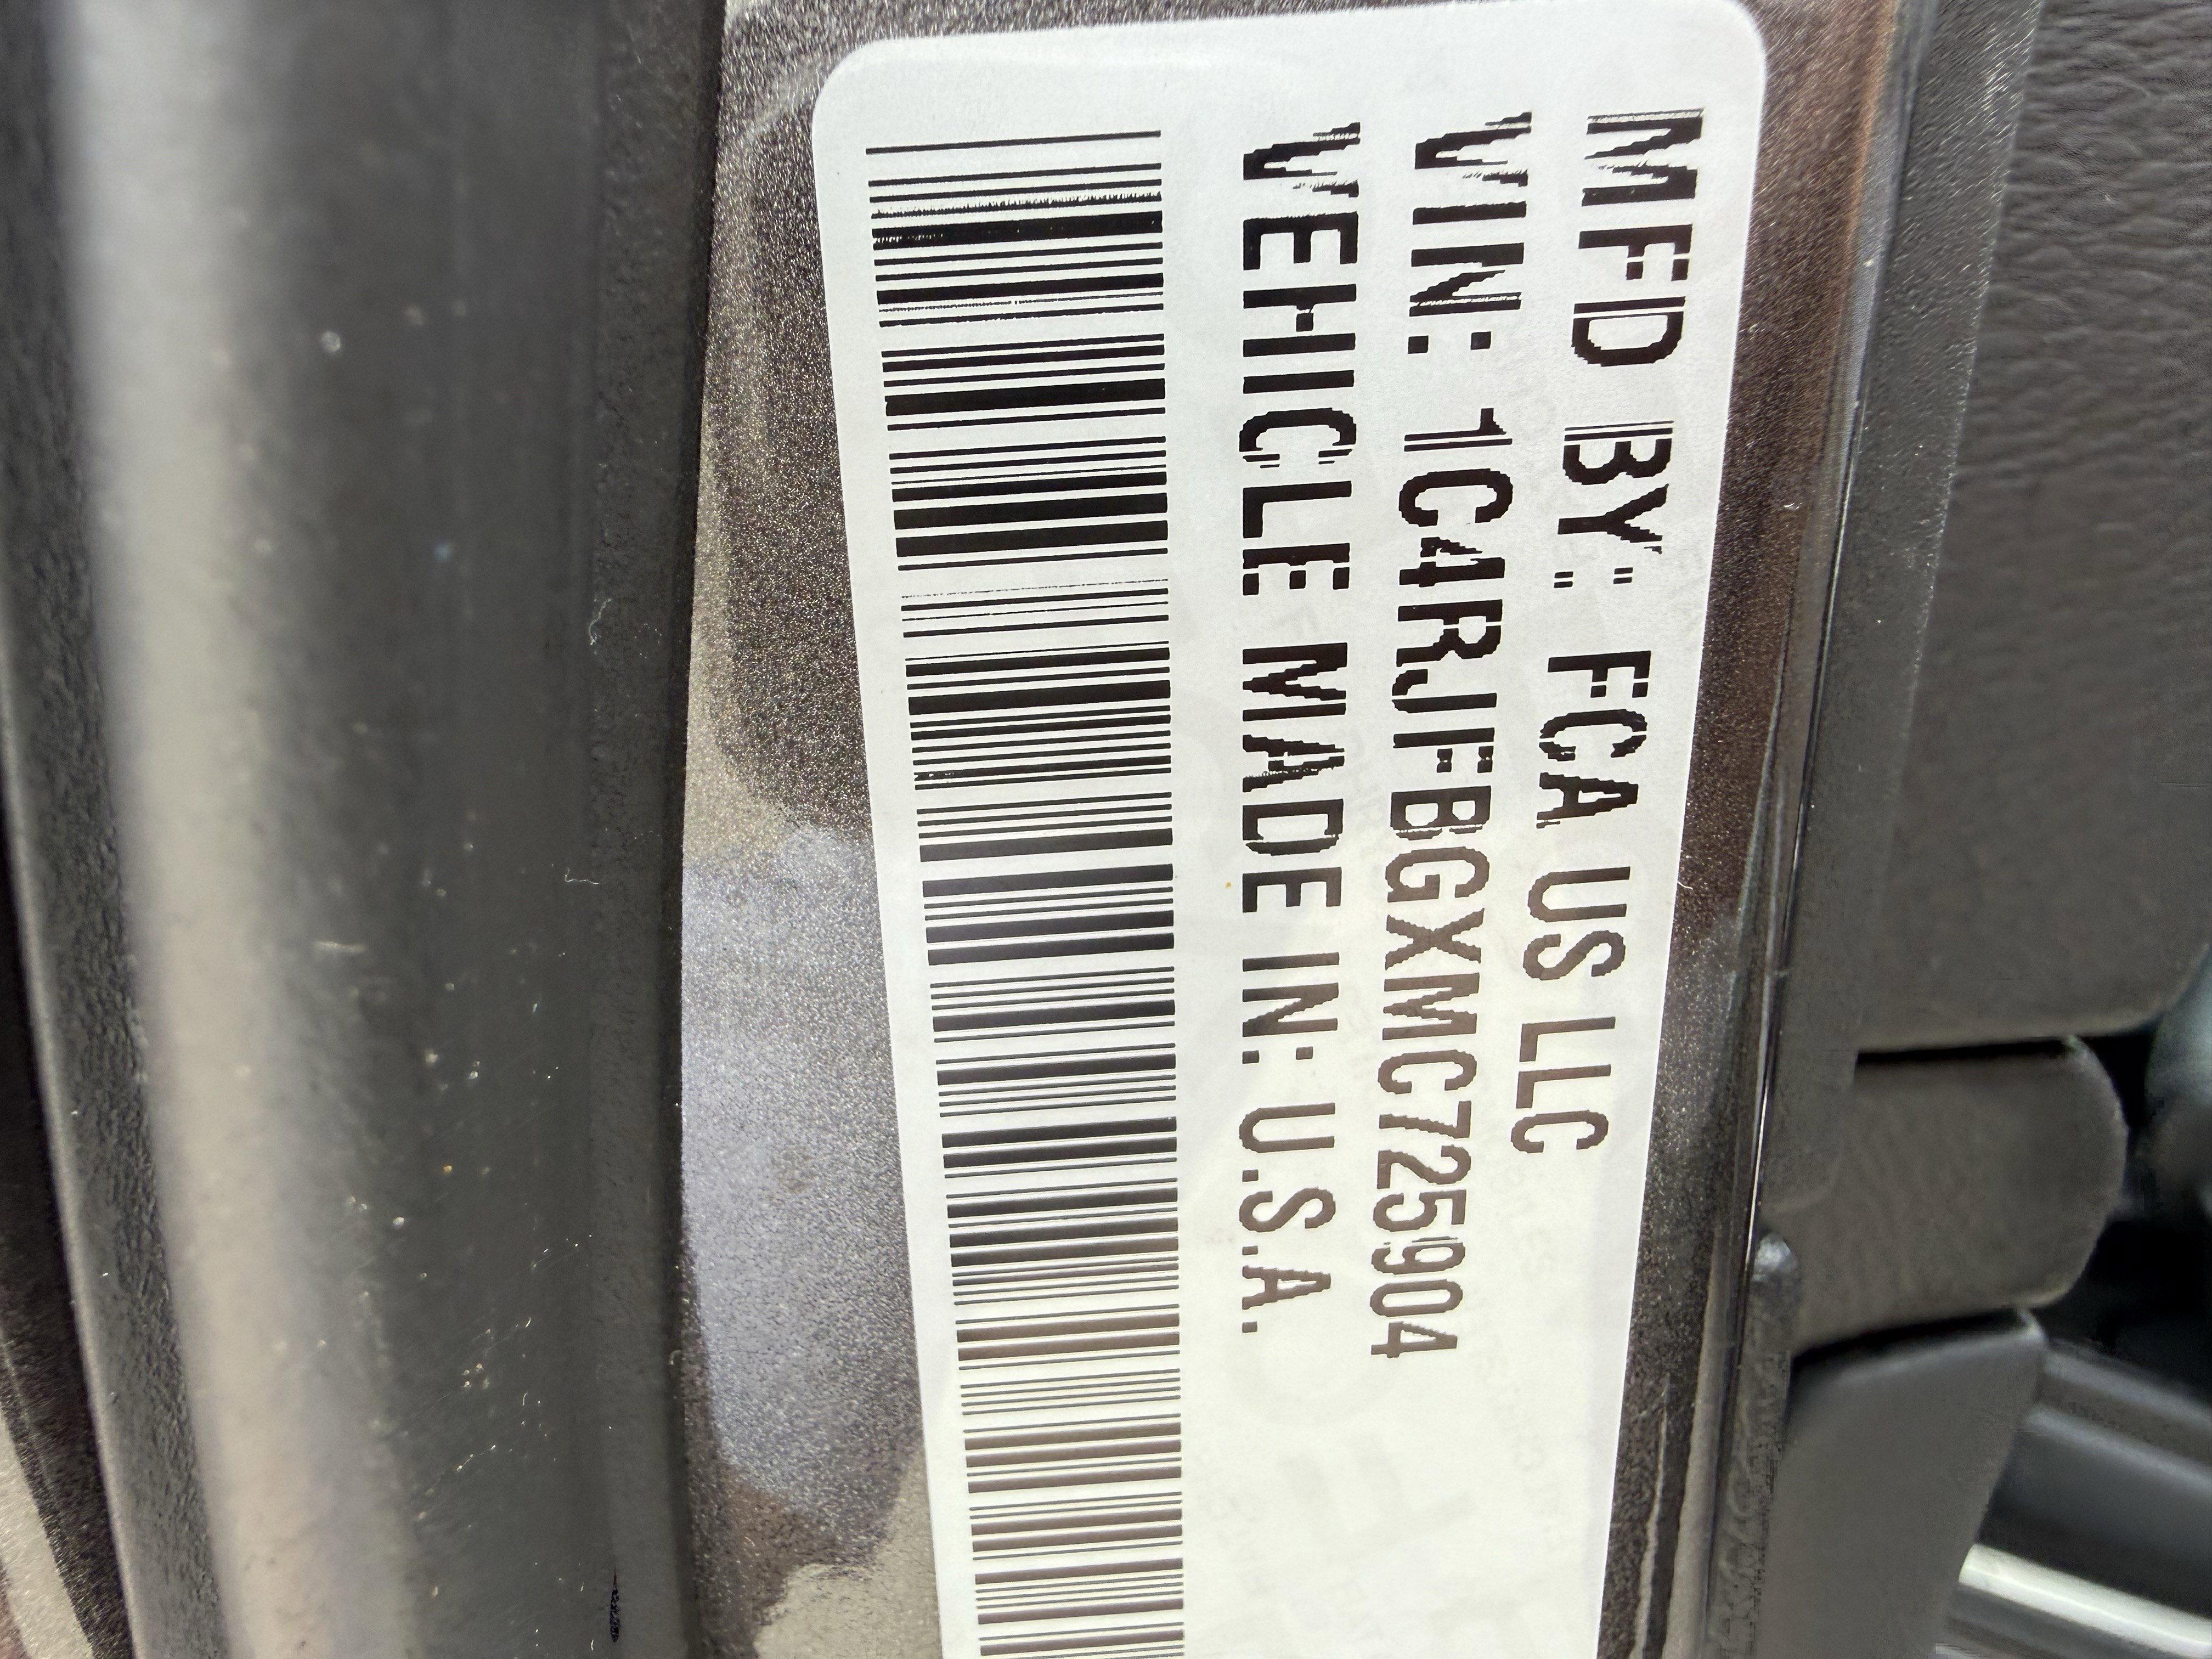 MFD BY: FCA US LLC
VIN: 1C4RJFBGXMC725904
VEHICLE MADE IN: U.S.A.